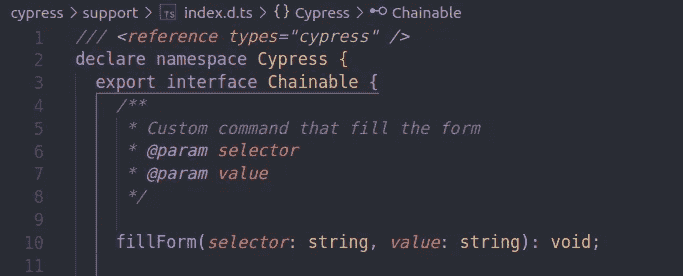 cypress > support > TS index.d.ts > {} Cypress > Chainable
1 /// <reference types="cypress" />
2 declare namespace Cypress {
3 export interface Chainable {
4 /**
5 * Custom command that fill the form
6 * @param selector
7 * @param value
8 */
9
10 fillForm(selector: string, value: string): void;
11